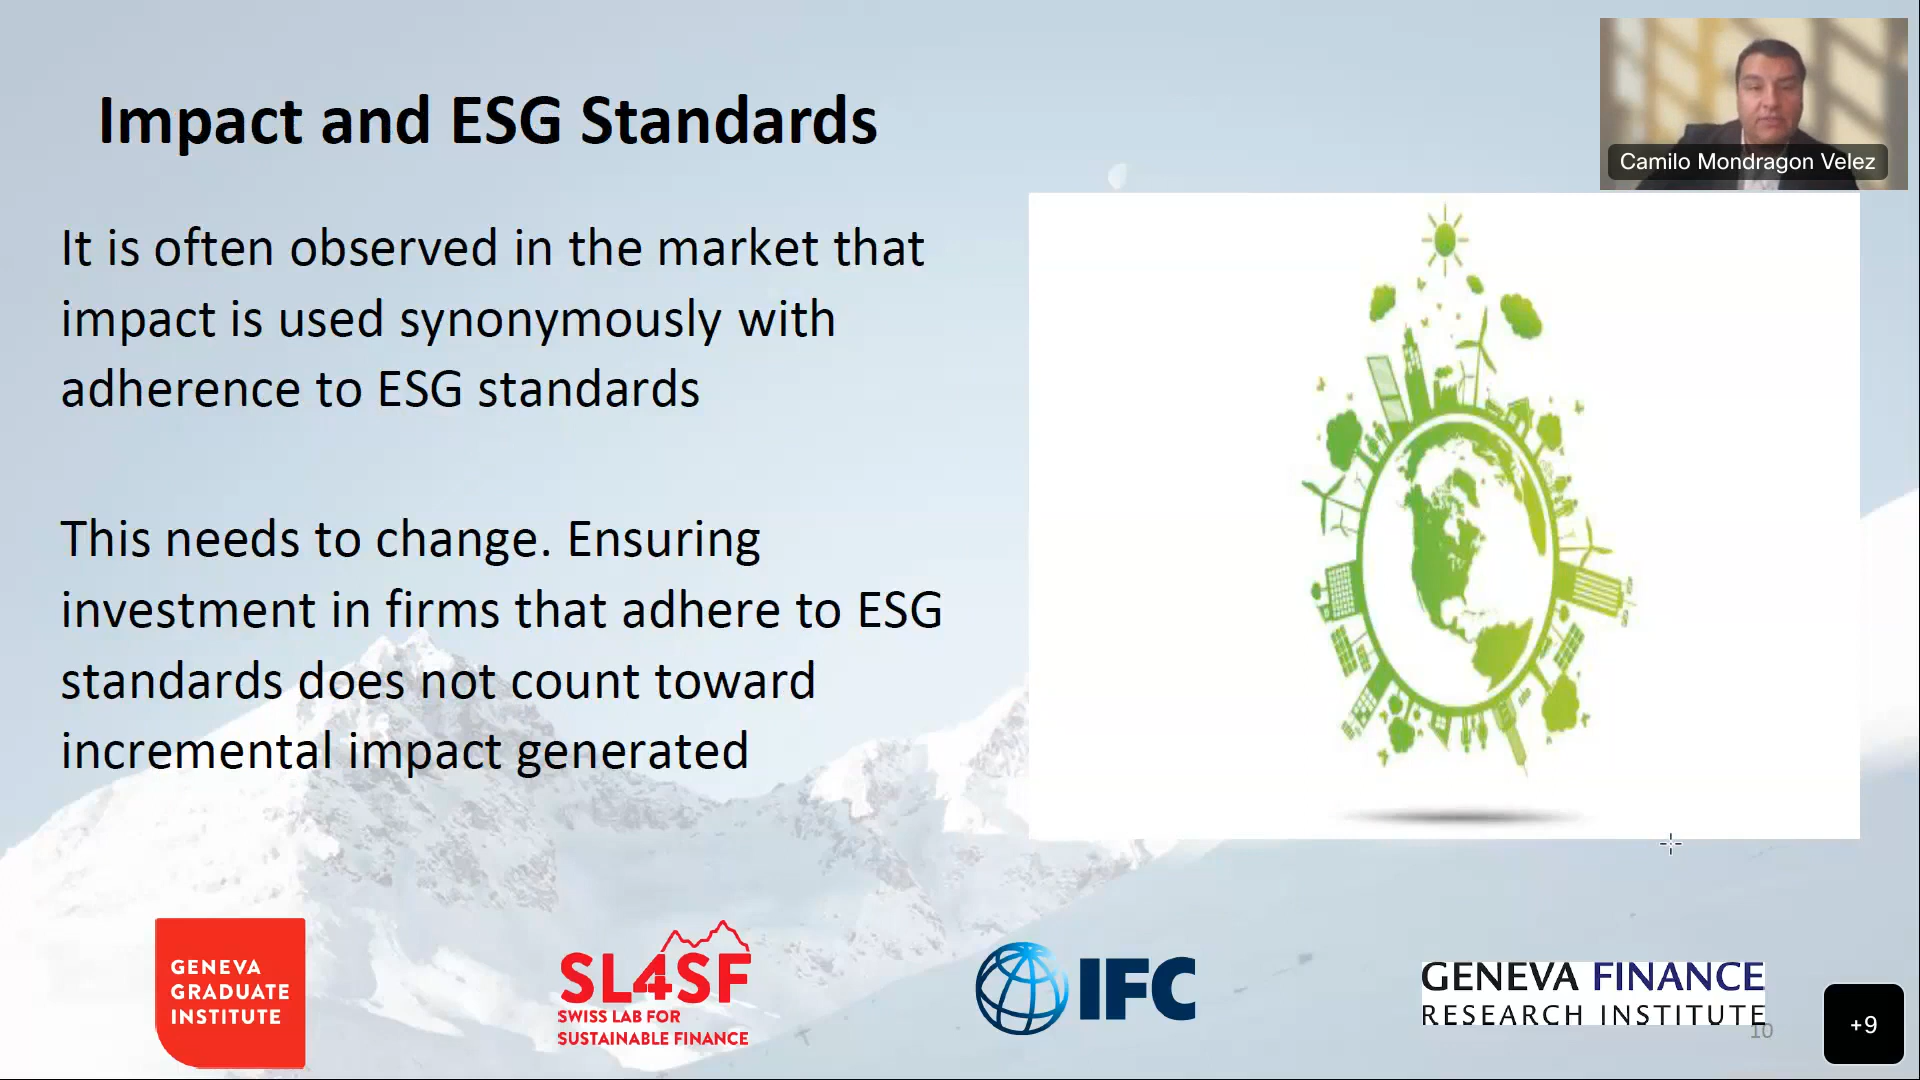 Impact and ESG Standards
Camilo Mondragon Velez
It is often observed in the market that
impact is used synonymously with
adherence to ESG standards
This needs to change. Ensuring
investment in firms that adhere to ESG
standards does not count toward
incremental impact generated
GENEVA
GRADUATE
INSTITUTE
SL4SF
SWISS LAB FOR
SUSTAINABLE FINANCE
IFC
GENEVA FINANCE
RESEARCH INSTITUTE
10
+9